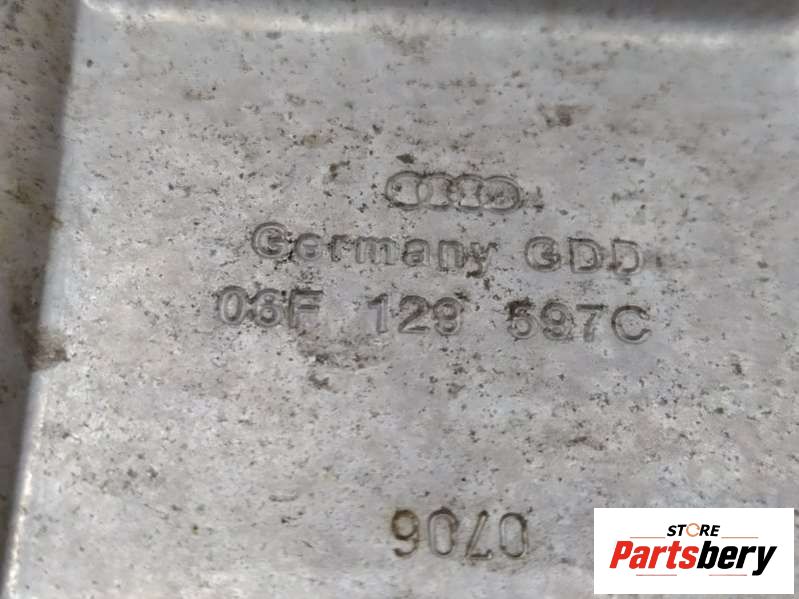 Germany GDD
06F 129 597C
0706
STORE
Partsbery